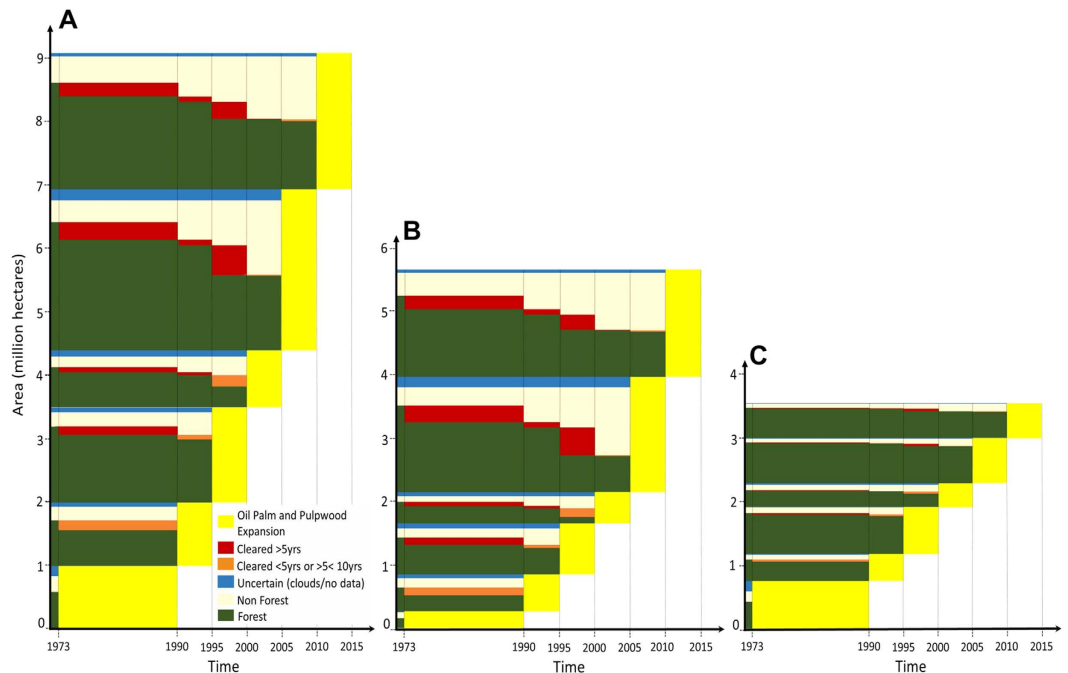 A
Area (million hectares)
9
8
7
6
5
4
3
2
1
0
1973 1990 1995 2000 2005 2010 2015
Time
Oil Palm and Pulpwood
Expansion
Cleared >5yrs
Cleared <5yrs or >5< 10yrs
Uncertain (clouds/no data)
Non Forest
Forest
B
6
5
4
3
2
1
0
1973 1990 1995 2000 2005 2010 2015
Time
C
4
3
2
1
0
1973 1990 1995 2000 2005 2010 2015
Time